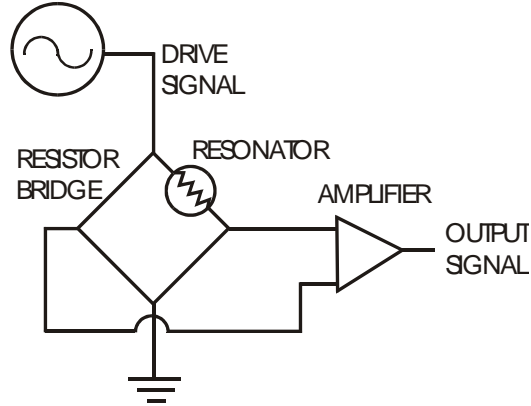 DRIVE
SIGNAL
RESISTOR
BRIDGE
RESONATOR
AMPLIFIER
OUTPUT
SIGNAL